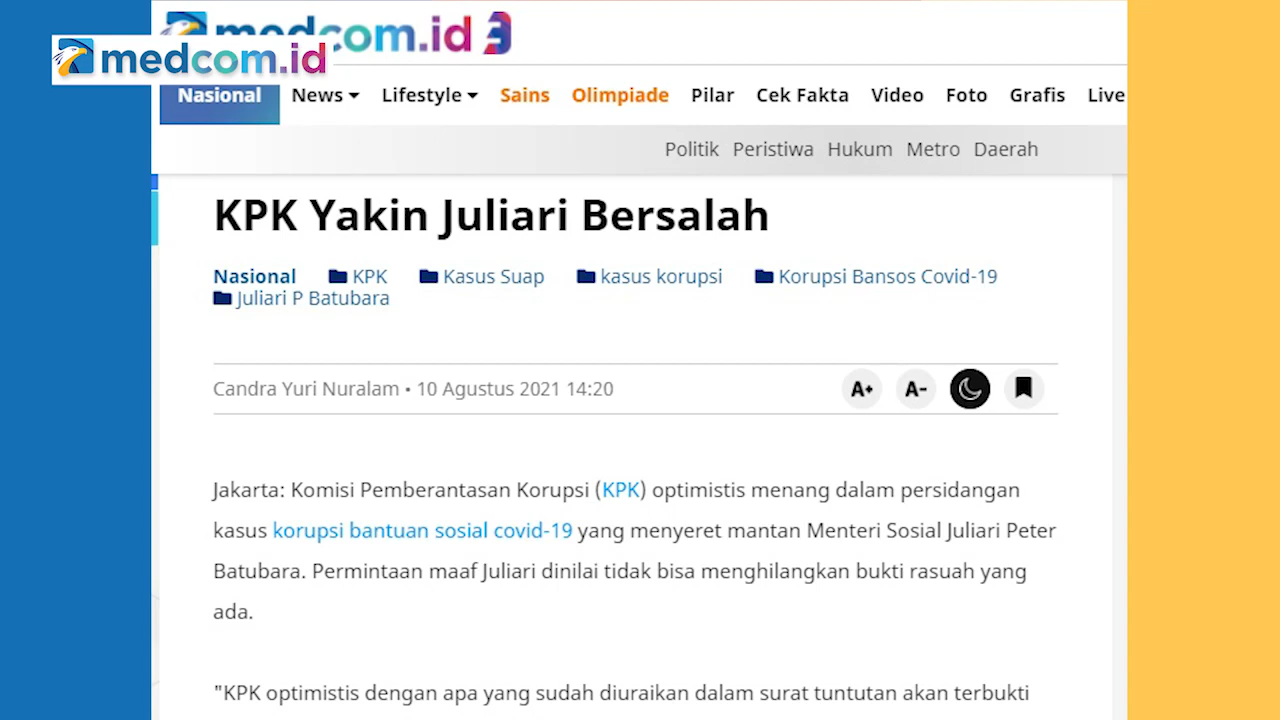 medcom.id
medcom.id
Nasional News Lifestyle Sains Olimpiade Pilar Cek Fakta Video Foto Grafis Live
Politik Peristiwa Hukum Metro Daerah
KPK Yakin Juliari Bersalah
Nasional KPK Kasus Suap kasus korupsi Korupsi Bansos Covid-19
Juliari P Batubara
Candra Yuri Nuralam • 10 Agustus 2021 14:20 A+ A-
Jakarta: Komisi Pemberantasan Korupsi (KPK) optimistis menang dalam persidangan
kasus korupsi bantuan sosial covid-19 yang menyeret mantan Menteri Sosial Juliari Peter
Batubara. Permintaan maaf Juliari dinilai tidak bisa menghilangkan bukti rasuah yang
ada.
"KPK optimistis dengan apa yang sudah diuraikan dalam surat tuntutan akan terbukti